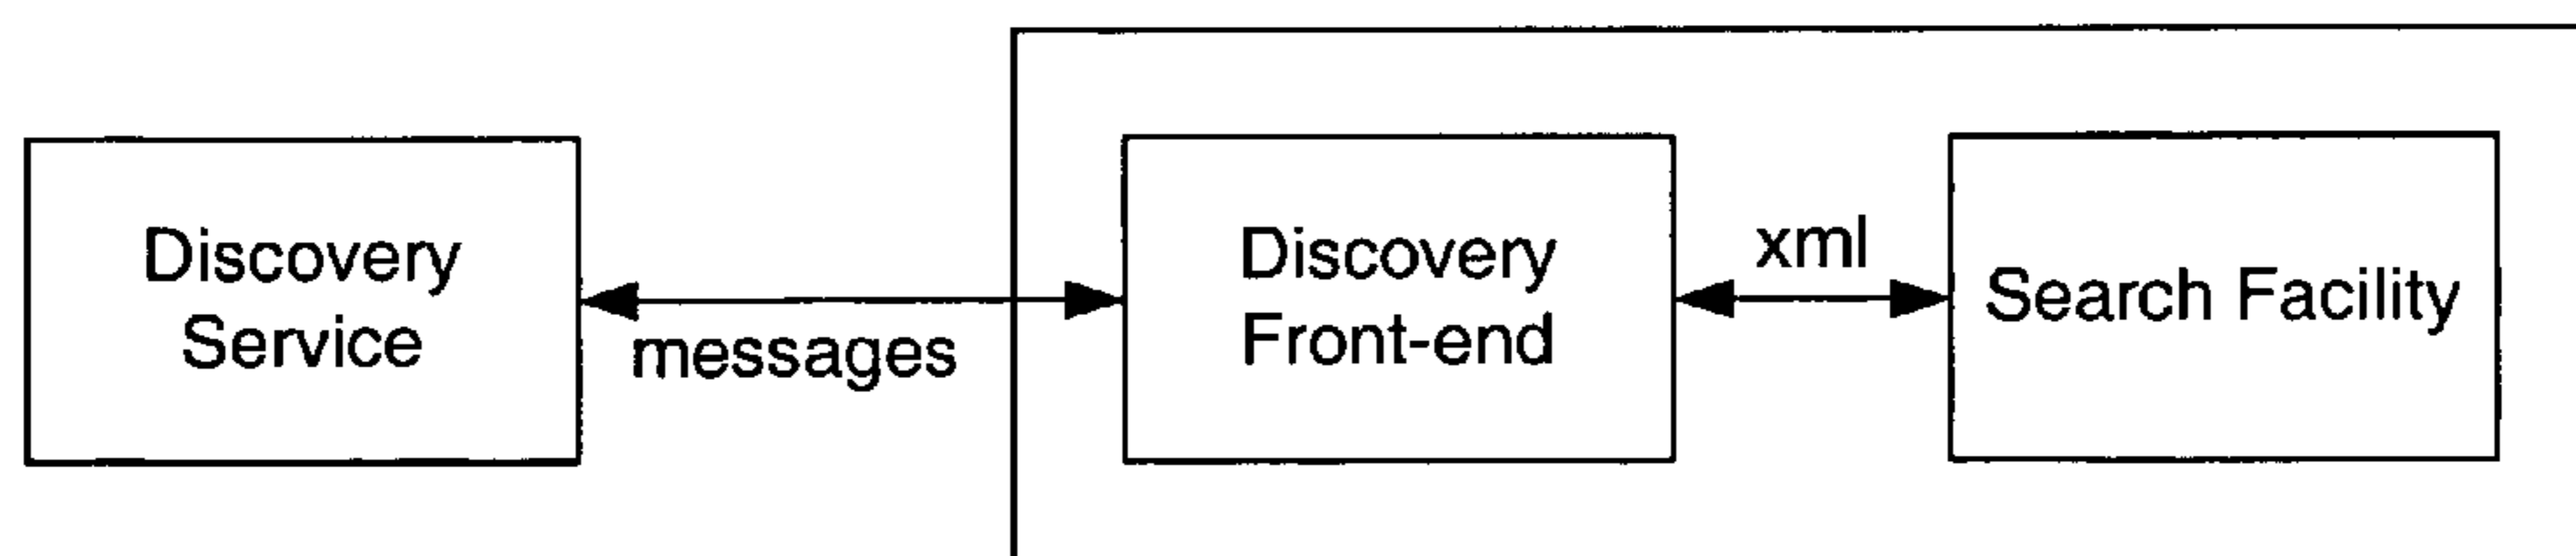 Discovery
Service
messages
Discovery
Front-end
xml
Search Facility